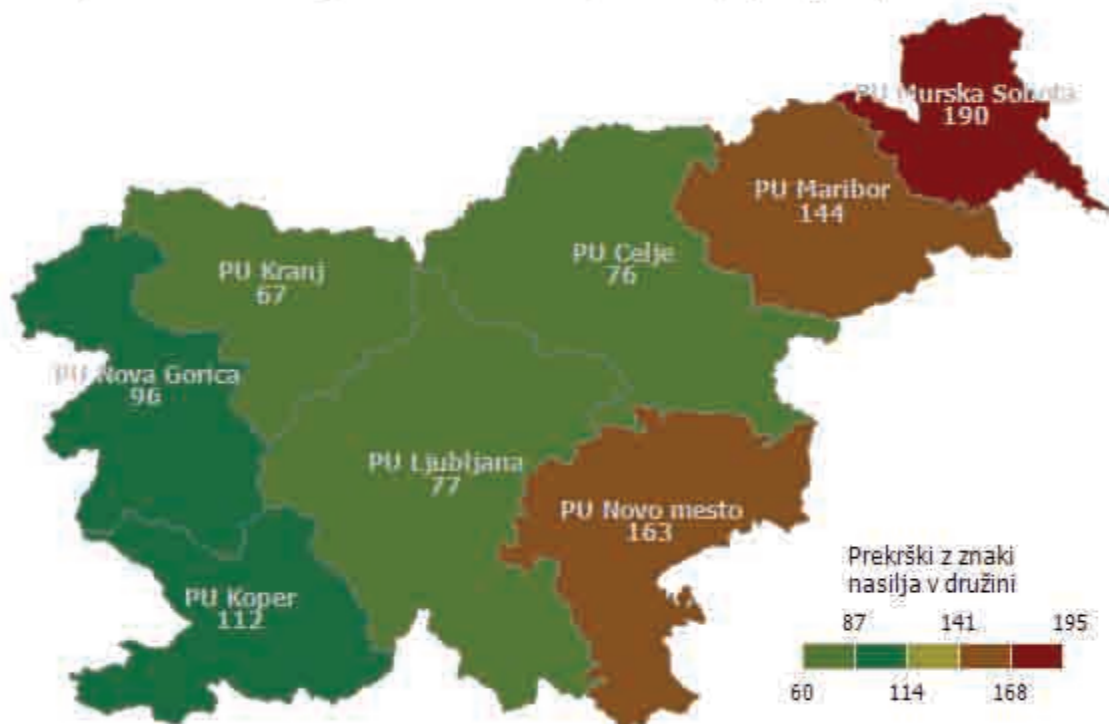 PU Murska Sobota
190
PU Maribor
144
PU Celje
76
PU Kranj
67
PU Nova Gorica
96
PU Ljubljana
77
PU Novo mesto
163
PU Koper
112
Prekrški z znaki
nasilja v družini
87 141 195
60 114 168